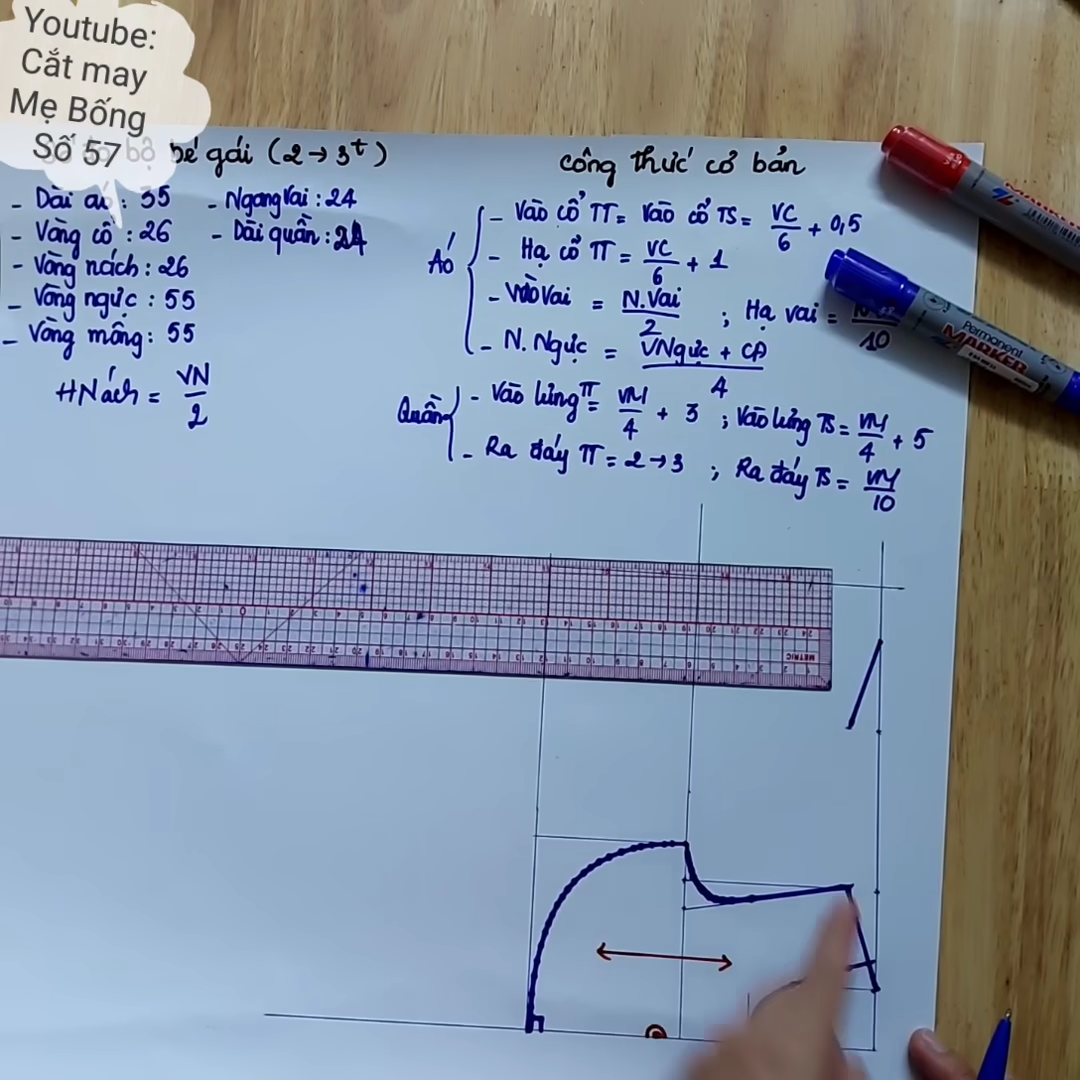 Youtube:
Cắt may
Mẹ Bống
Số 57
bộ bé gái (2→3t)
- Dài áo: 35
- Vòng cổ: 26
- Vòng nách: 26
- Vòng ngực: 55
- Vòng mông: 55
- Ngang vai: 24
- Dài quần: 24
HNách = VN/2
công thức cơ bản
Áo
- Vào cổ TT = Vào cổ TS = VC/6 + 0,5
- Hạ cổ TT = VC/6 + 1
- Vào Vai = N.Vai/2 ; Hạ vai = /10
- N. Ngực = VNgực + CĐ/4
Quần
- Vào lưng TT = VM/4 + 3 ; Vào lưng TS = VM/4 + 5
- Ra đáy TT = 2→3 ; Ra đáy TS = VM/10
METRIC
Permanent
MARKER